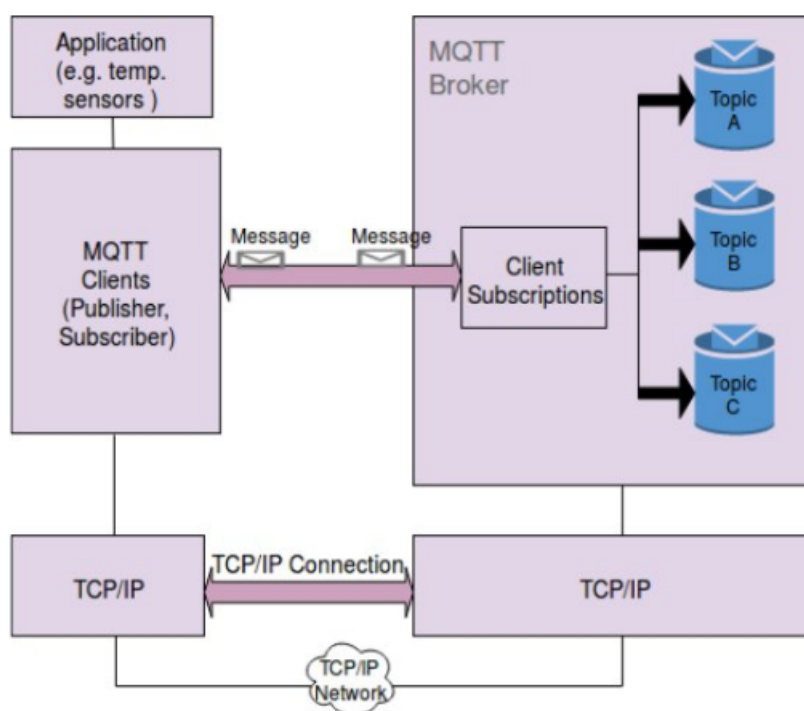 Application
(e.g. temp.
sensors )
MQTT
Broker
Topic
A
MQTT
Clients
(Publisher,
Subscriber)
Message
Message
Client
Subscriptions
Topic
B
Topic
C
TCP/IP
TCP/IP Connection
TCP/IP
TCP/IP
Network